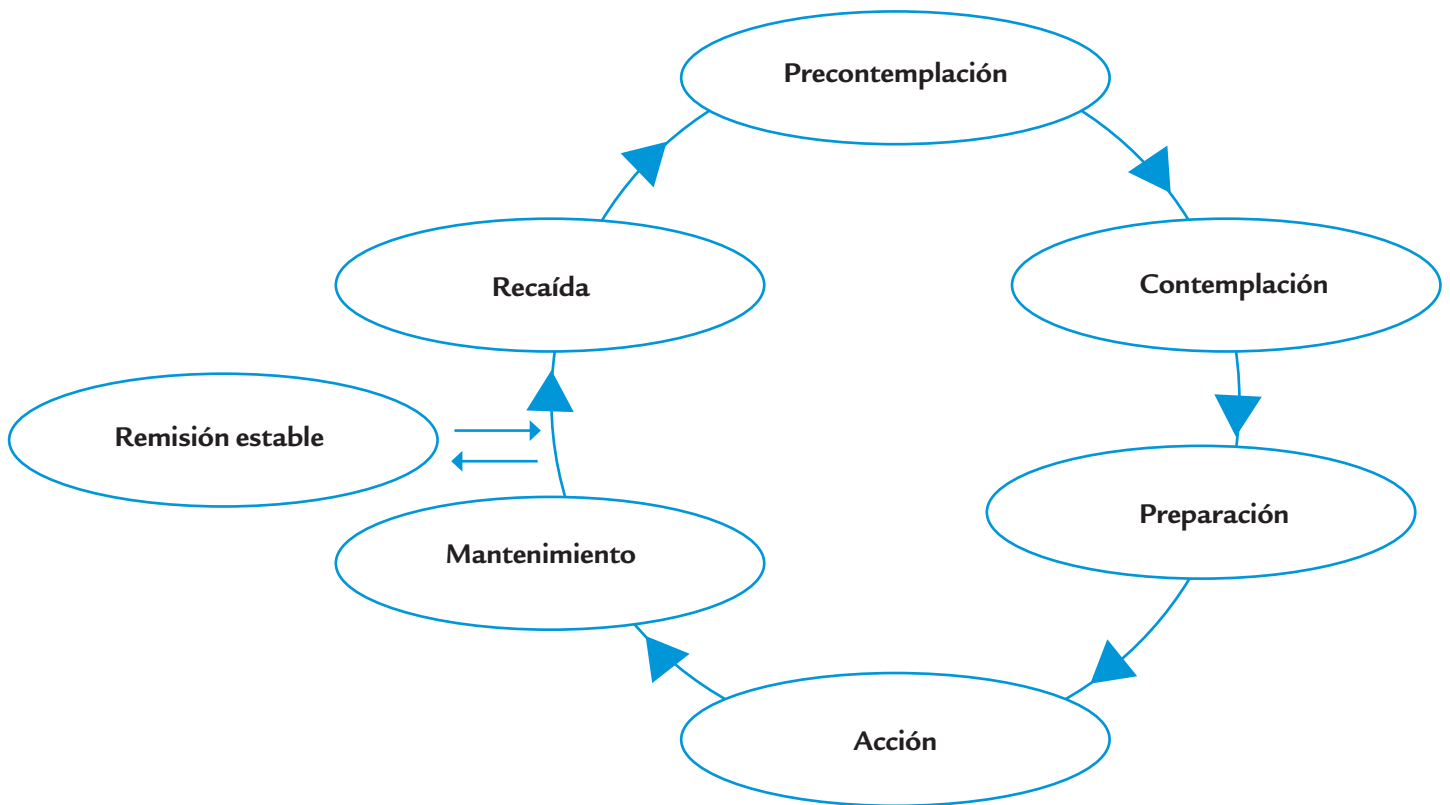 Precontemplación
Recaída
Contemplación
Remisión estable
Preparación
Mantenimiento
Acción